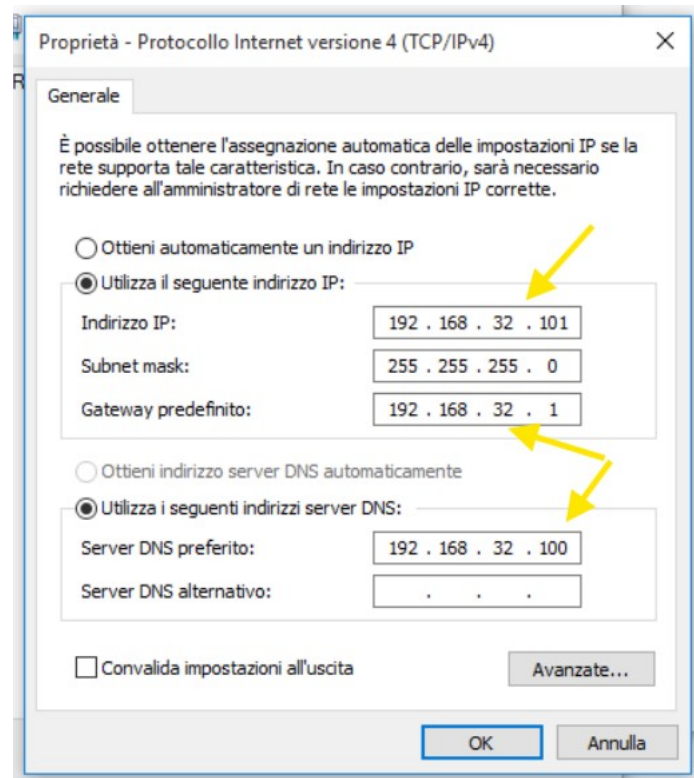 Proprietà - Protocollo Internet versione 4 (TCP/IPv4)
R
Generale
È possibile ottenere l'assegnazione automatica delle impostazioni IP se la
rete supporta tale caratteristica. In caso contrario, sarà necessario
richiedere all'amministratore di rete le impostazioni IP corrette.
Ottieni automaticamente un indirizzo IP
Utilizza il seguente indirizzo IP:
Indirizzo IP: 192 . 168 . 32 . 101
Subnet mask: 255 . 255 . 255 . 0
Gateway predefinito: 192 . 168 . 32 . 1
Ottieni indirizzo server DNS automaticamente
Utilizza i seguenti indirizzi server DNS:
Server DNS preferito: 192 . 168 . 32 . 100
Server DNS alternativo: . . .
Convalida impostazioni all'uscita Avanzate...
OK Annulla